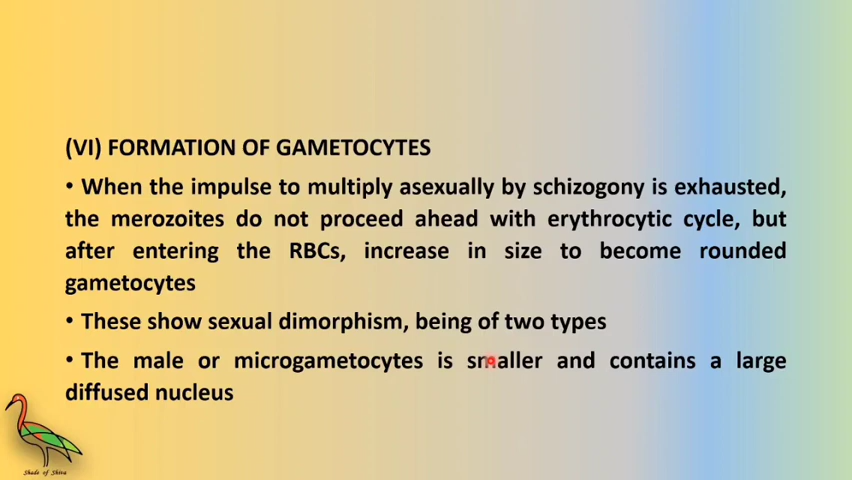 (VI) FORMATION OF GAMETOCYTES
• When the impulse to multiply asexually by schizogony is exhausted,
the merozoites do not proceed ahead with erythrocytic cycle, but
after entering the RBCs, increase in size to become rounded
gametocytes
• These show sexual dimorphism, being of two types
• The male or microgametocytes is smaller and contains a large
diffused nucleus
Shade of Shiva